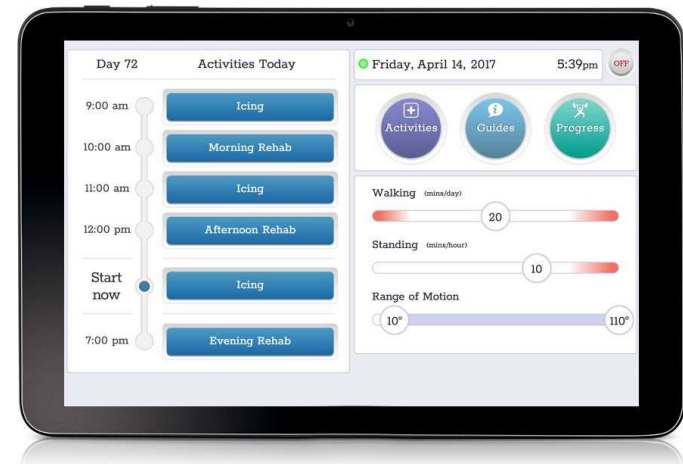 Day 72 Activities Today
9:00 am Icing
10:00 am Morning Rehab
11:00 am Icing
12:00 pm Afternoon Rehab
Start
now
Icing
7:00 pm Evening Rehab
Friday, April 14, 2017 5:39pm OFF
Activities Guides Progress
Walking (mins/day)
20
Standing (mins/hour)
10
Range of Motion
10° 110°